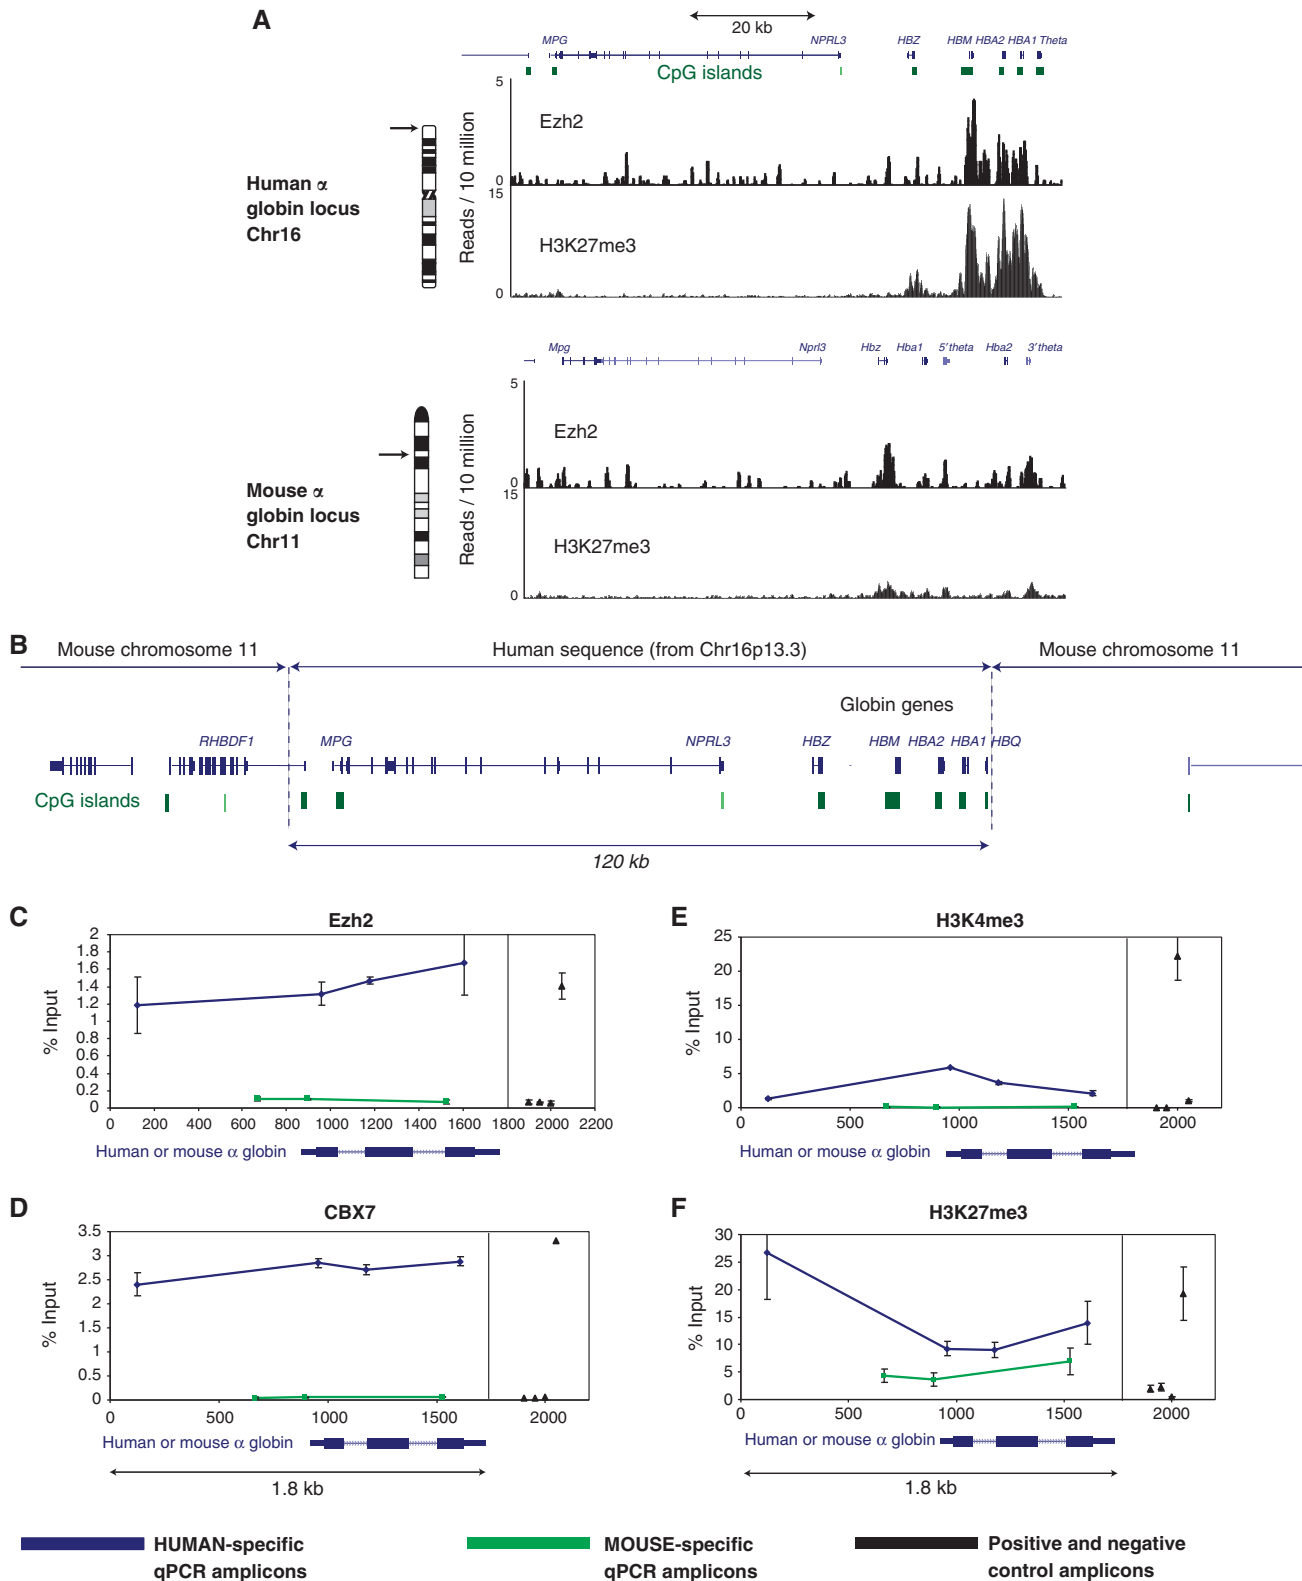 A
20 kb
MPG NPRL3 HBZ HBM HBA2 HBA1 Theta
CpG islands
5
Ezh2
0
15
H3K27me3
0
Reads / 10 million
Human α
globin locus
Chr16
Mpg Nprl3 Hbz Hba1 5'theta Hba2 3'theta
5
Ezh2
0
15
H3K27me3
0
Reads / 10 million
Mouse α
globin locus
Chr11
B
Mouse chromosome 11 Human sequence (from Chr16p13.3) Mouse chromosome 11
Globin genes
RHBDF1 MPG NPRL3 HBZ HBM HBA2 HBA1 HBQ
CpG islands
120 kb
C
Ezh2
% Input
2
1.8
1.6
1.4
1.2
1
0.8
0.6
0.4
0.2
0
0 200 400 600 800 1000 1200 1400 1600 1800 2000 2200
Human or mouse α globin
E
H3K4me3
% Input
25
20
15
10
5
0
0 500 1000 1500 2000
Human or mouse α globin
D
CBX7
% Input
3.5
3
2.5
2
1.5
1
0.5
0
0 500 1000 1500 2000
Human or mouse α globin
1.8 kb
F
H3K27me3
% Input
30
25
20
15
10
5
0
0 500 1000 1500 2000
Human or mouse α globin
1.8 kb
HUMAN-specific
qPCR amplicons
MOUSE-specific
qPCR amplicons
Positive and negative
control amplicons